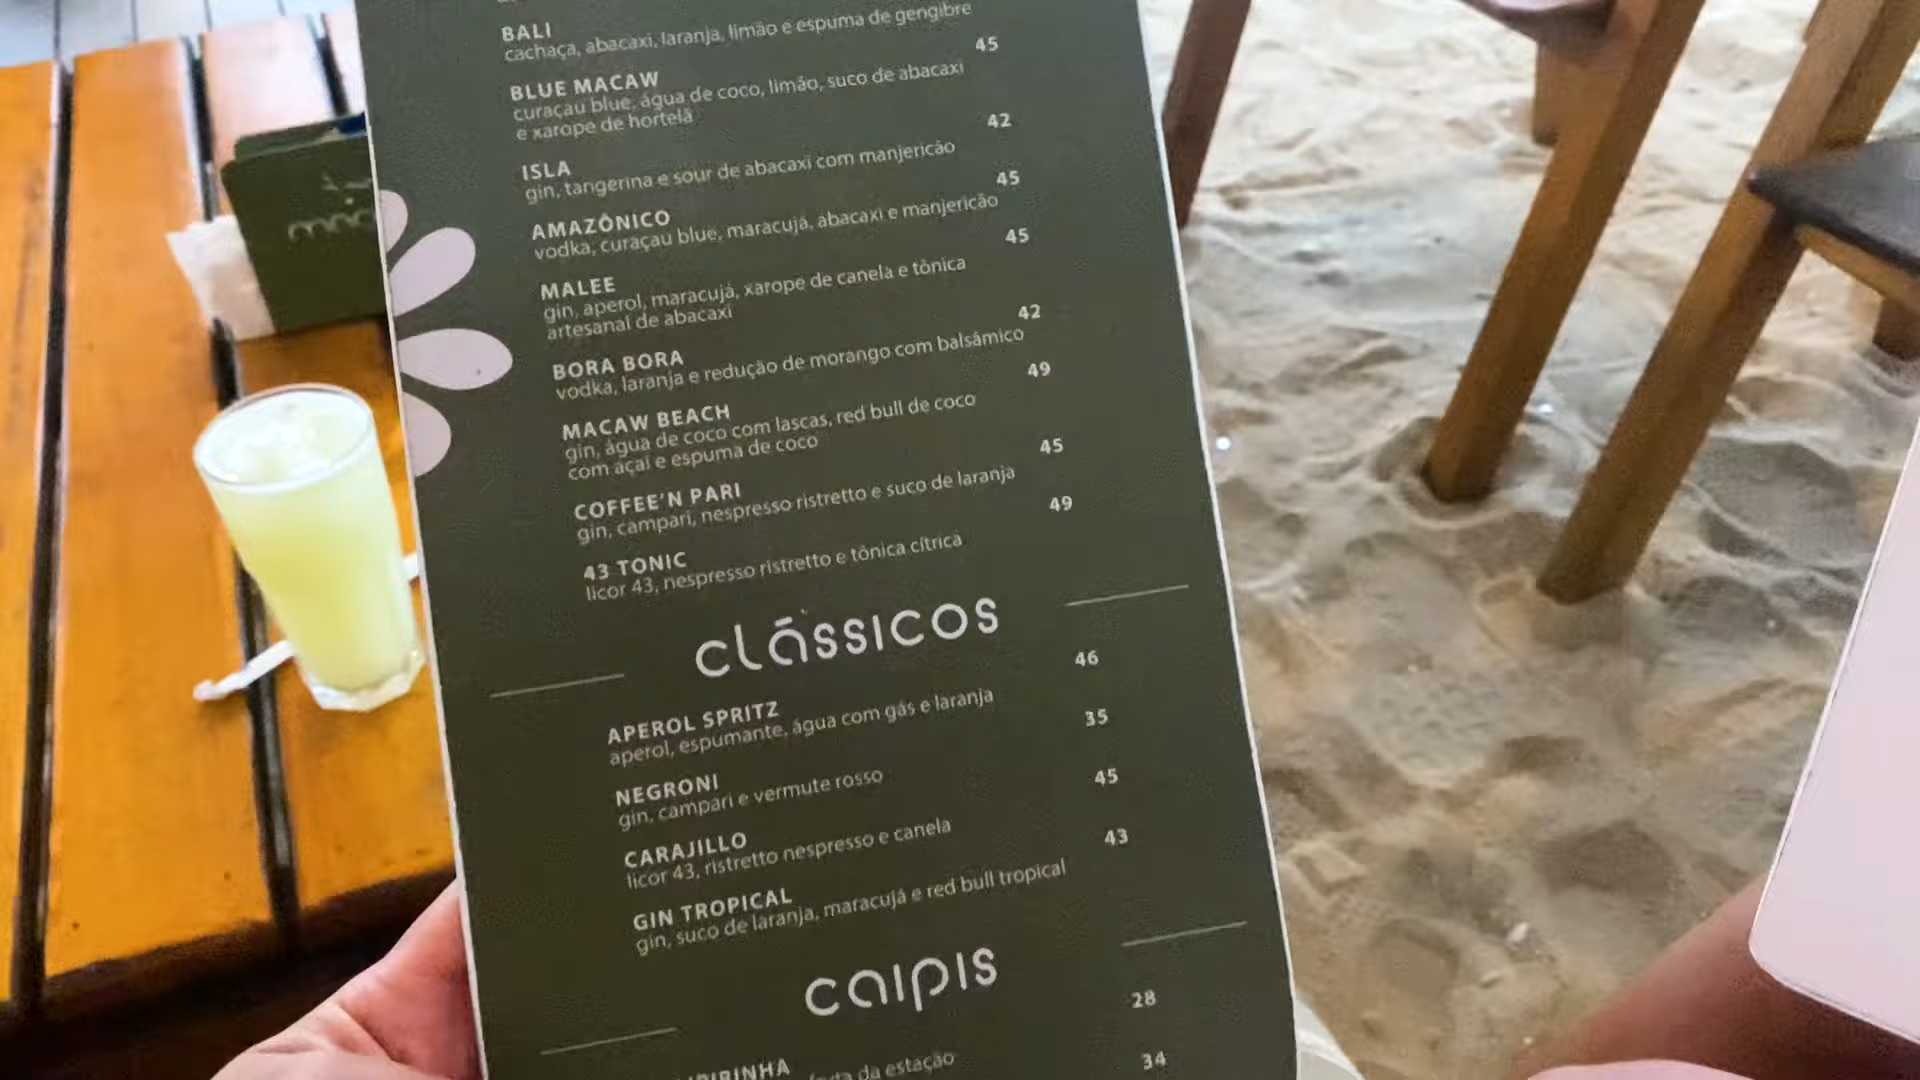 BALI
cachaça, abacaxi, laranja, limão e espuma de gengibre
BLUE MACAW 45
curaçau blue, água de coco, limão, suco de abacaxi
e xarope de hortelã
ISLA 42
gin, tangerina e sour de abacaxi com manjericão
AMAZÔNICO 45
vodka, curaçau blue, maracujá, abacaxi e manjericão
MALEE 45
gin, aperol, maracujá, xarope de canela e tônica
artesanal de abacaxi
BORA BORA 42
vodka, laranja e redução de morango com balsâmico
MACAW BEACH 49
gin, água de coco com lascas, red bull de coco
com açaí e espuma de coco
COFFEE'N PARI 45
gin, campari, nespresso ristretto e suco de laranja
43 TONIC 49
licor 43, nespresso ristretto e tônica cítrica
clássicos
APEROL SPRITZ 46
aperol, espumante, água com gás e laranja
NEGRONI 35
gin, campari e vermute rosso
CARAJILLO 45
licor 43, ristretto nespresso e canela
GIN TROPICAL 43
gin, suco de laranja, maracujá e red bull tropical
caipis
28
da estação
34